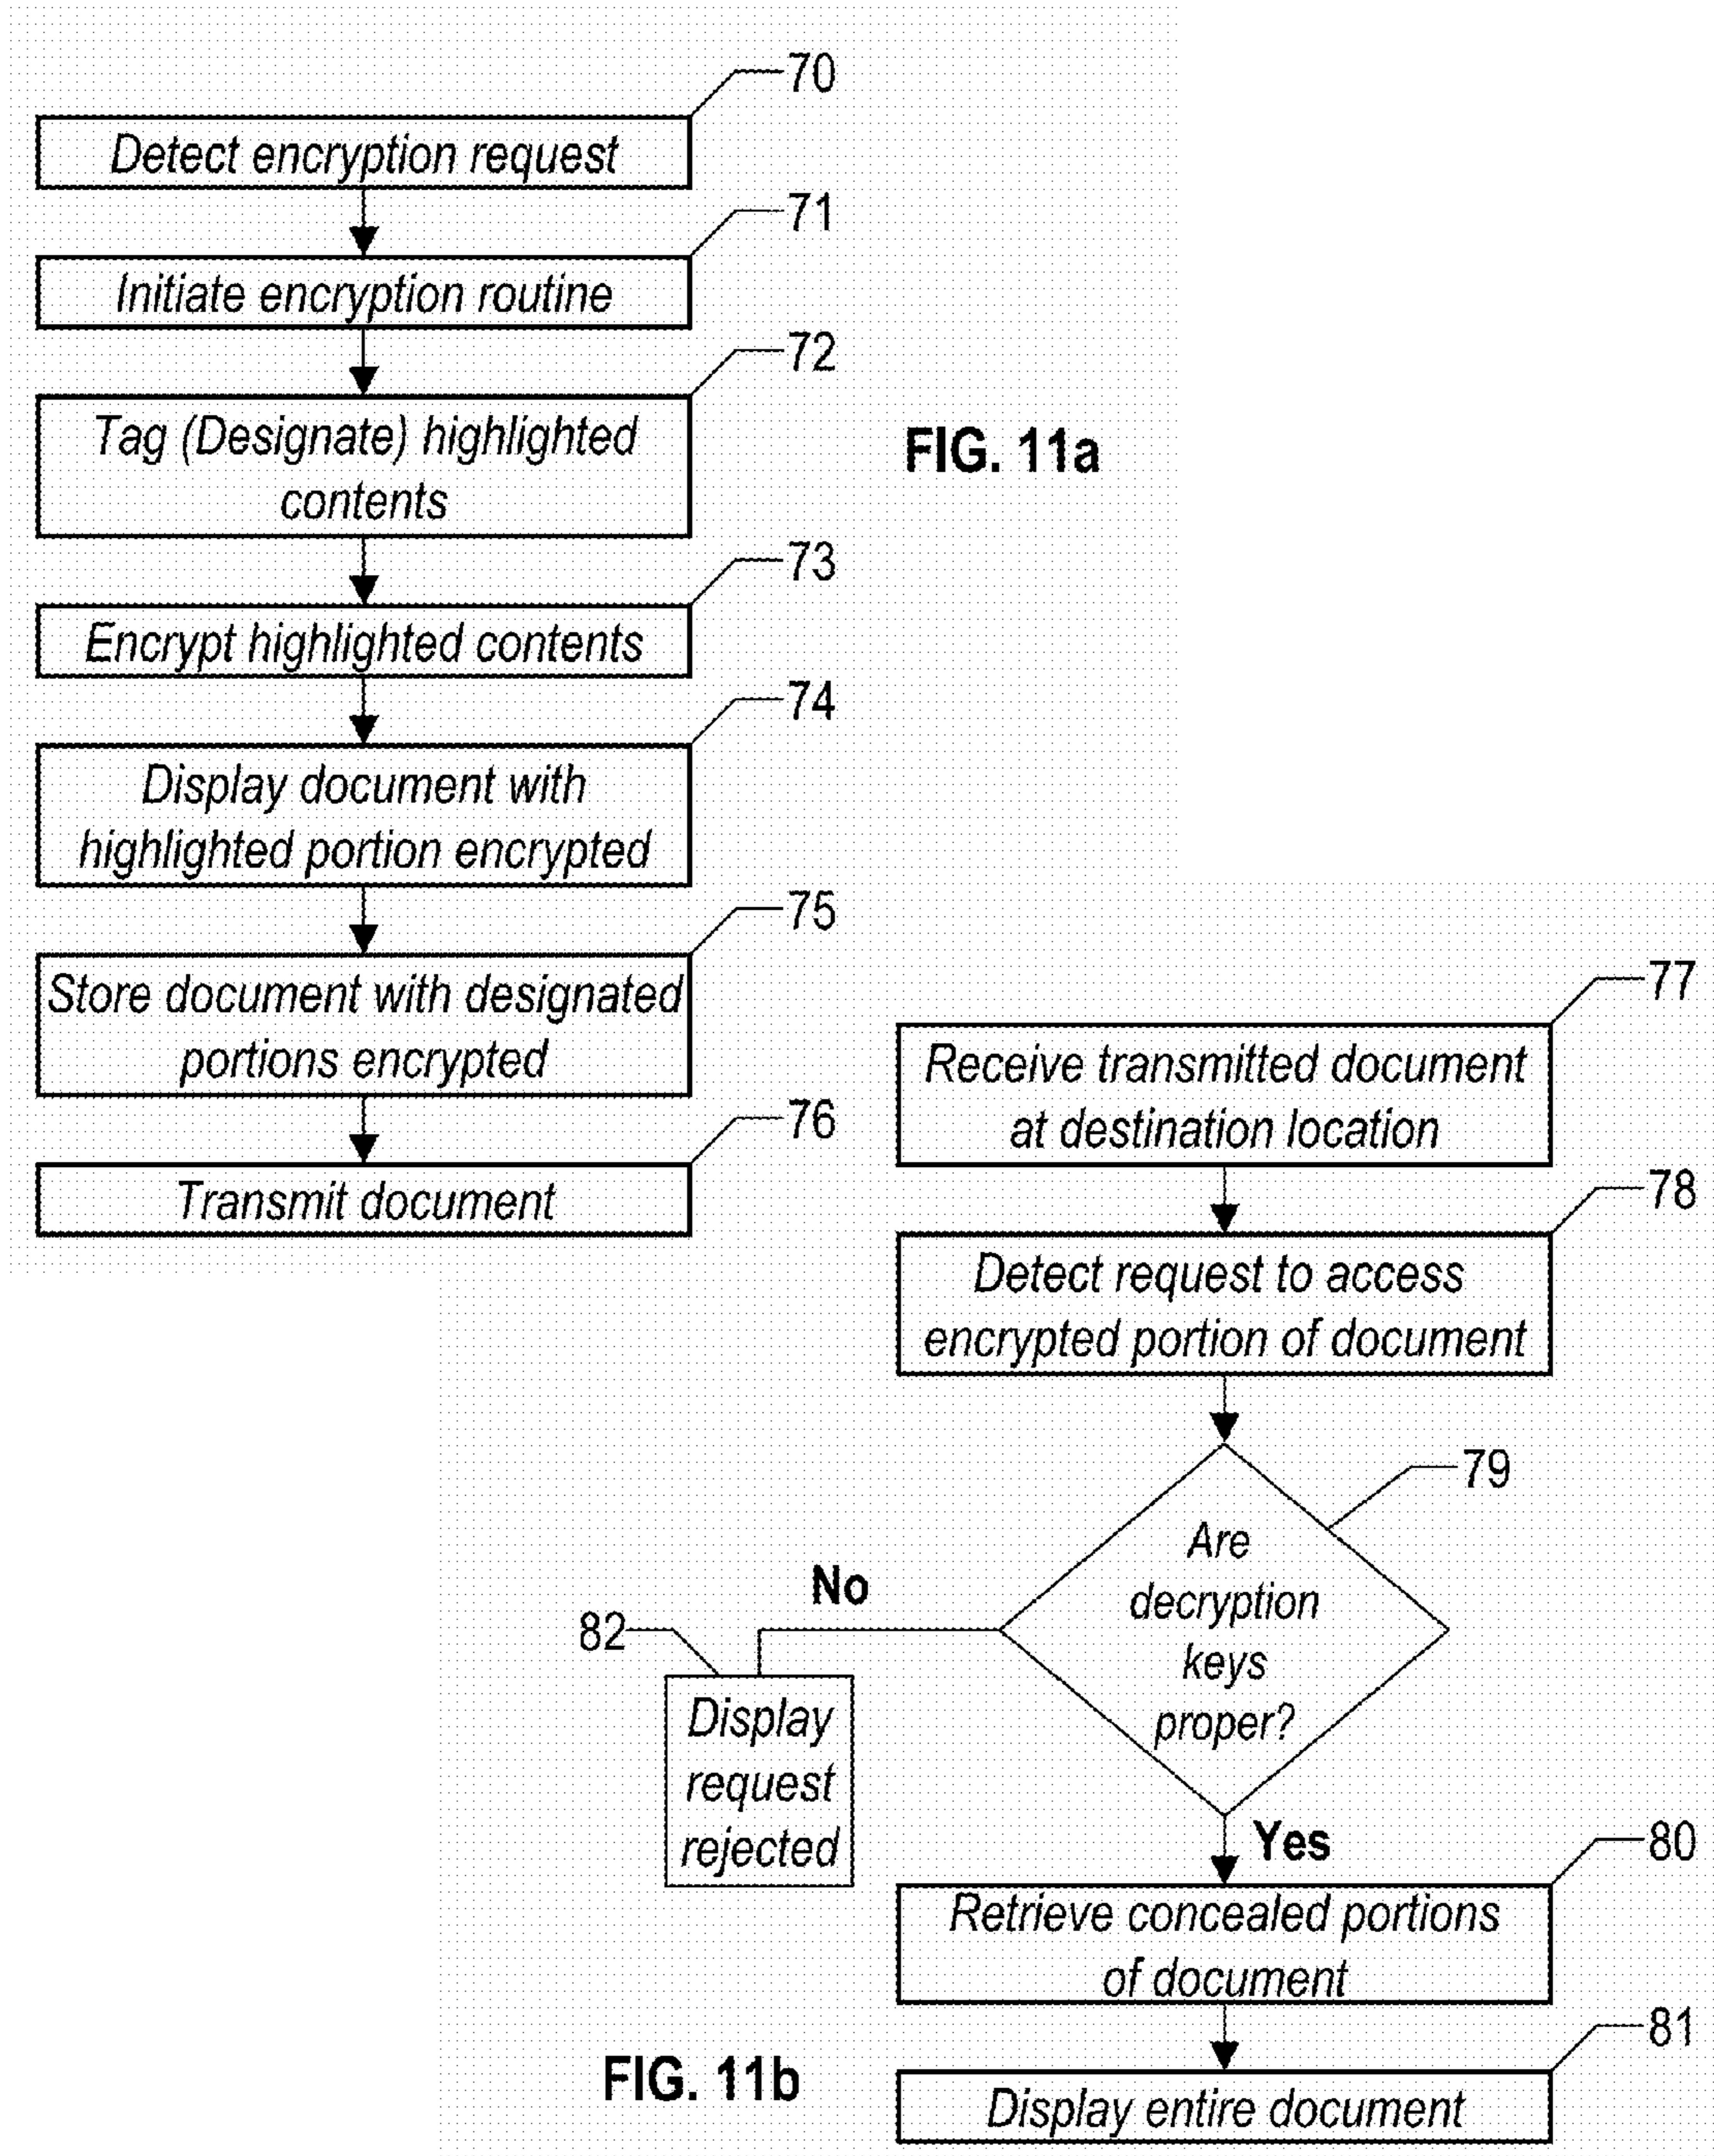 70
Detect encryption request
71
Initiate encryption routine
72
Tag (Designate) highlighted
contents
73
Encrypt highlighted contents
74
Display document with
highlighted portion encrypted
75
Store document with designated
portions encrypted
76
Transmit document
FIG. 11a
77
Receive transmitted document
at destination location
78
Detect request to access
encrypted portion of document
79
Are
decryption
keys
proper?
No
82
Display
request
rejected
Yes
80
Retrieve concealed portions
of document
81
Display entire document
FIG. 11b